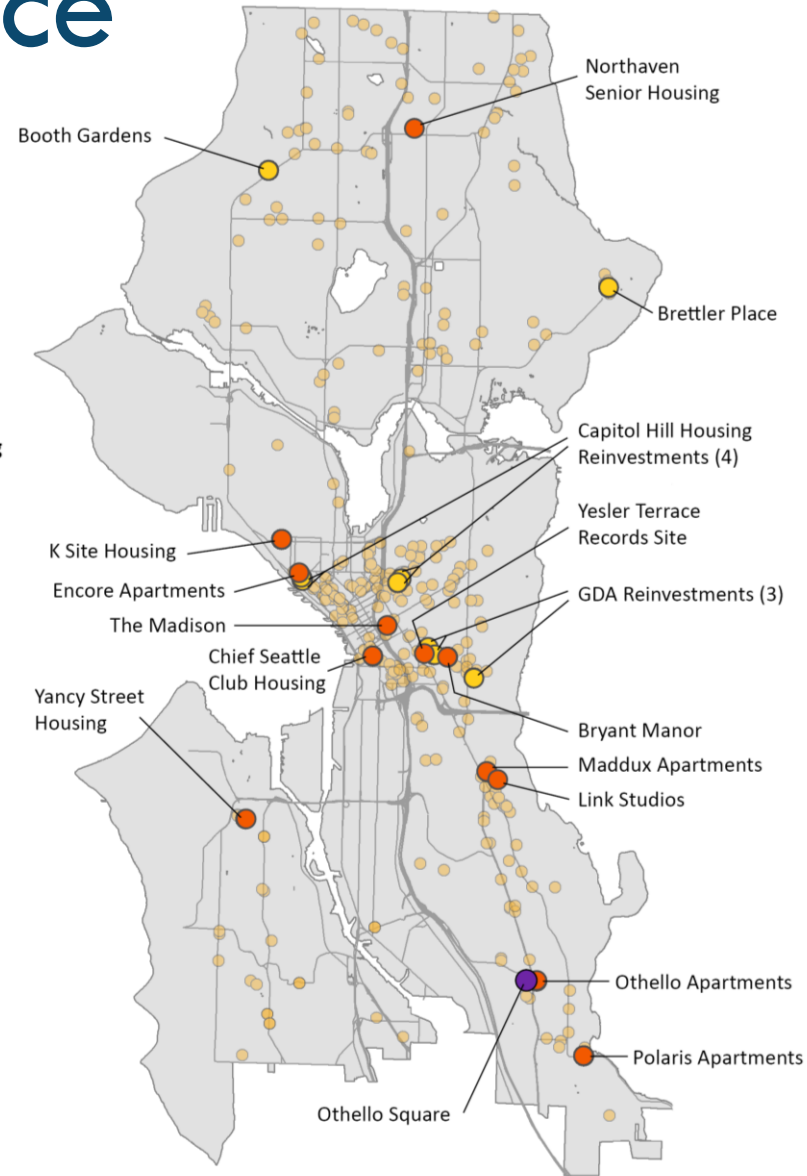 ce
Northaven
Senior Housing
Booth Gardens
Brettler Place
Capitol Hill Housing
Reinvestments (4)
g
Yesler Terrace
Records Site
K Site Housing
Encore Apartments
GDA Reinvestments (3)
The Madison
Chief Seattle
Club Housing
Yancy Street
Housing
Bryant Manor
Maddux Apartments
Link Studios
Othello Apartments
Polaris Apartments
Othello Square